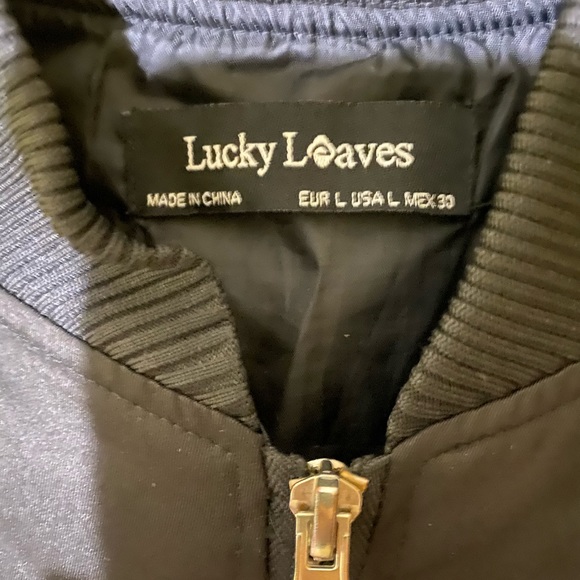 Lucky Leaves
MADE IN CHINA EUR L USA L MEX 30